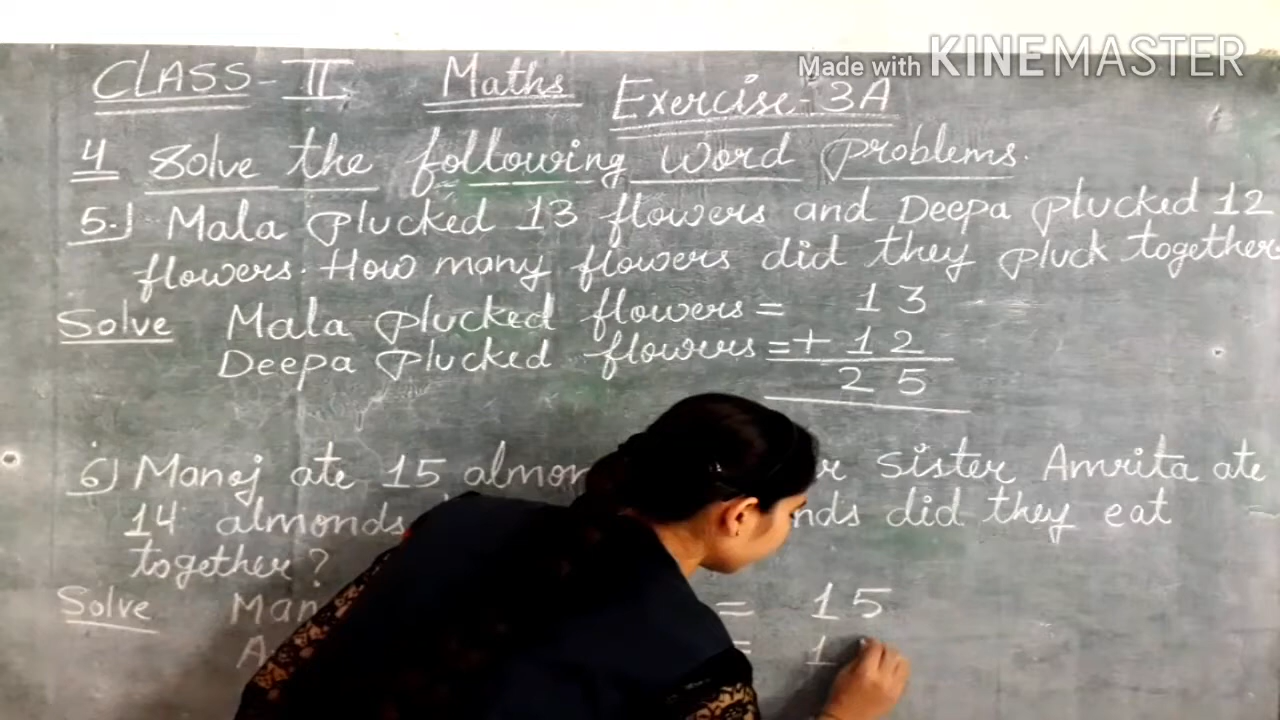 Made with KINEMASTER
CLASS-II Maths Exercise-3A
4 Solve the following word problems.
5.) Mala plucked 13 flowers and Deepa plucked 12
flowers. How many flowers did they pluck together
Solve Mala plucked flowers = 13
Deepa plucked flowers = + 12
25
6) Manoj ate 15 sister Amrita ate
14 almonds did they eat
together?
Solve = 15
= 1